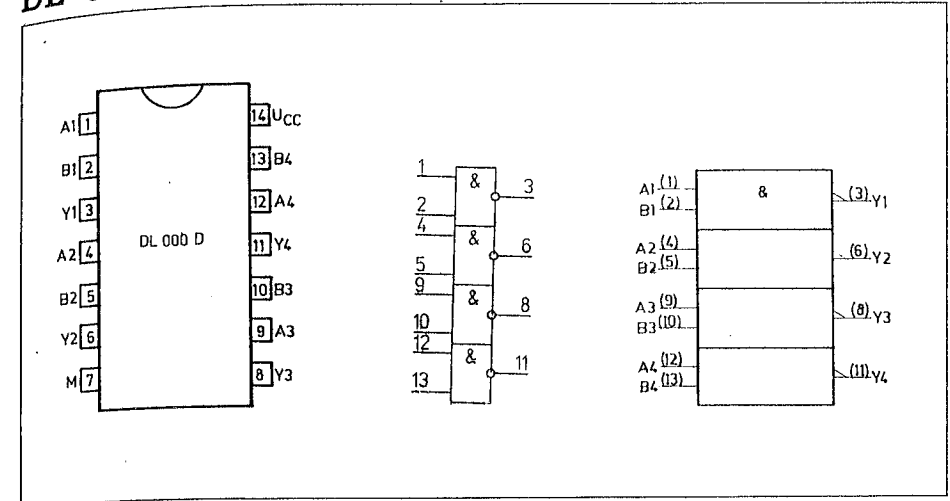 A1 1
B1 2
Y1 3
A2 4
B2 5
Y2 6
M 7
14 UCC
13 B4
12 A4
11 Y4
10 B3
9 A3
8 Y3
DL 000 D
1
2
4
5
9
10
12
13
&
&
&
&
3
6
8
11
A1 (1)
B1 (2)
A2 (4)
B2 (5)
A3 (9)
B3 (10)
A4 (12)
B4 (13)
&
(3) Y1
(6) Y2
(8) Y3
(11) Y4